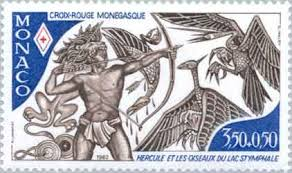 CROIX-ROUGE MONEGASQUE
MONACO
3,50+0,50
1982
HERCULE ET LES OISEAUX DU LAC STYMPHALE